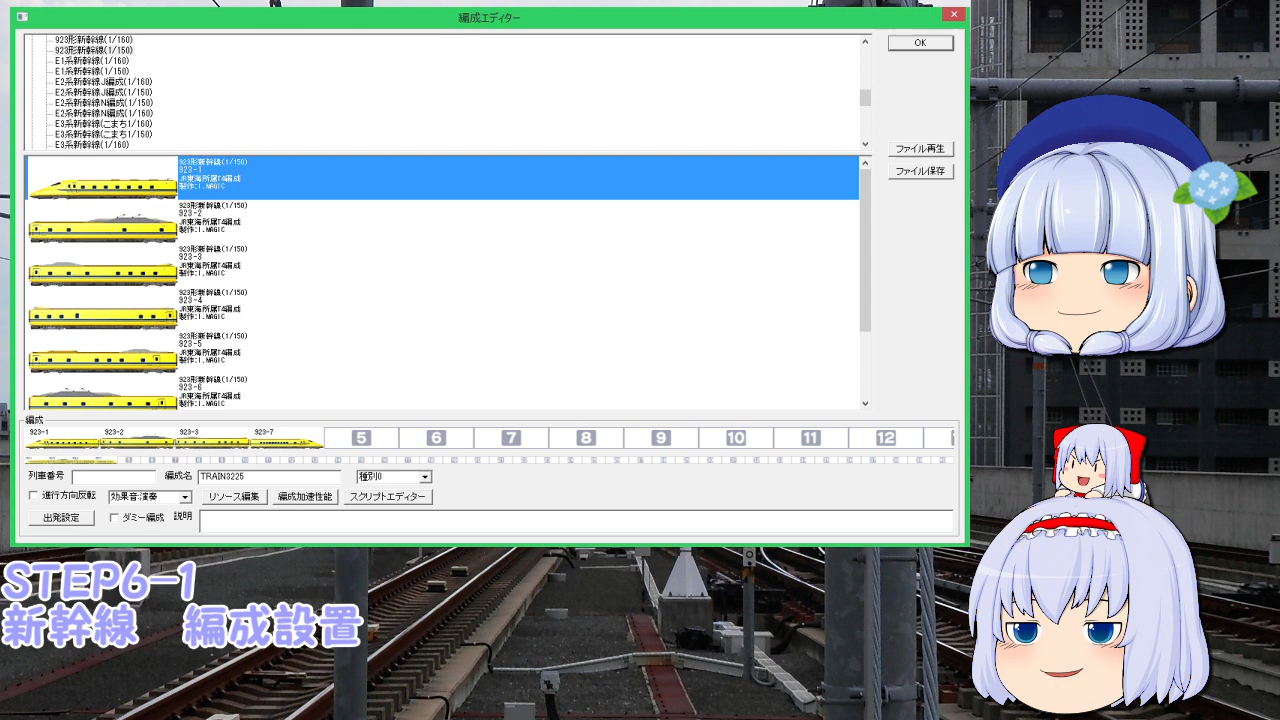 編成エディター
923形新幹線(1/160)
923形新幹線(1/150)
E1系新幹線(1/160)
E1系新幹線(1/150)
E2系新幹線J編成(1/160)
E2系新幹線J編成(1/150)
E2系新幹線N編成(1/150)
E2系新幹線N編成(1/160)
E3系新幹線(こまち1/160)
E3系新幹線(こまち1/150)
E3系新幹線(1/160)
OK
ファイル再生
ファイル保存
923形新幹線(1/150)
923-1
JR東海所属T4編成
製作:I.MAGIC
923形新幹線(1/150)
923-2
JR東海所属T4編成
製作:I.MAGIC
923形新幹線(1/150)
923-3
JR東海所属T4編成
製作:I.MAGIC
923形新幹線(1/150)
923-4
JR東海所属T4編成
製作:I.MAGIC
923形新幹線(1/150)
923-5
JR東海所属T4編成
製作:I.MAGIC
923形新幹線(1/150)
923-6
JR東海所属T4編成
製作:I.MAGIC
編成
923-1 923-2 923-3 923-7 5 6 7 8 9 10 11 12
列車番号 編成名 TRAIN3225 種別0
進行方向反転 効果音:演奏 リソース編集 編成加速性能 スクリプトエディター
出発設定 ダミー編成 説明
STEP6-1
新幹線 編成設置